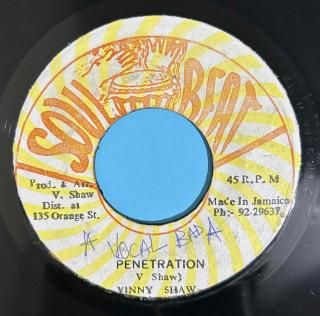 SOUL BEAT
Prod. & Arr.
V. Shaw
Dist. at
135 Orange St.
45 R.P.M
Made In Jamaica
Ph;- 92-29637
A VOCAL
PENETRATION
V Shaw)
VINNY SHAW